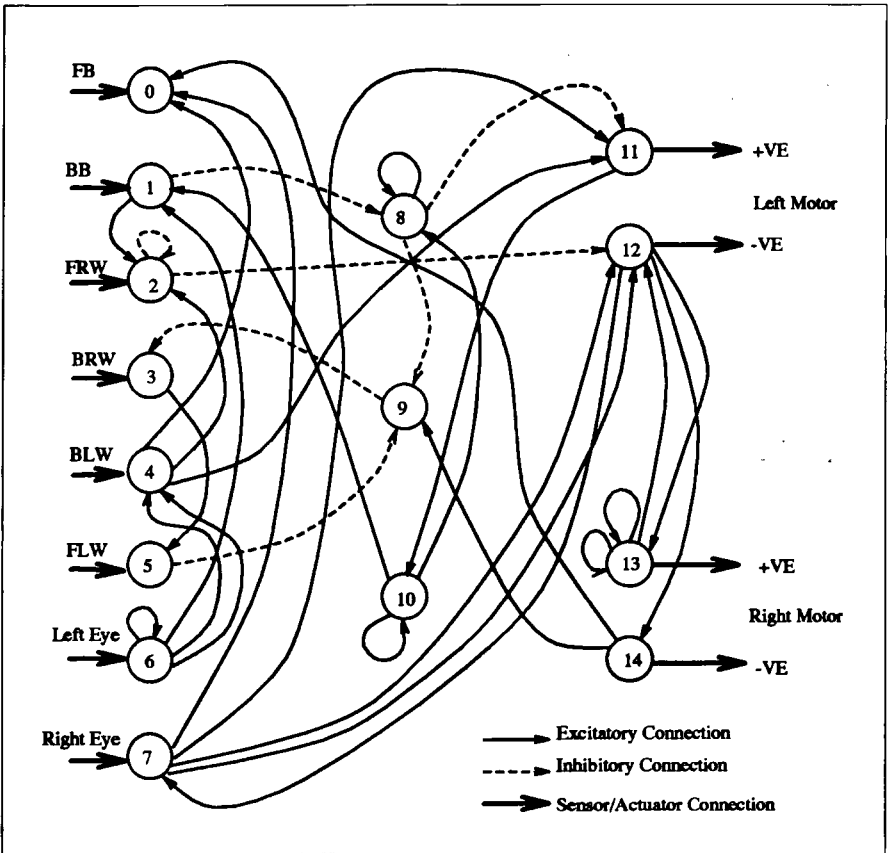 FB
0
BB
1
FRW
2
BRW
3
BLW
4
FLW
5
Left Eye
6
Right Eye
7
8
9
10
11
+VE
Left Motor
12
-VE
13
+VE
Right Motor
14
-VE
Excitatory Connection
Inhibitory Connection
Sensor/Actuator Connection